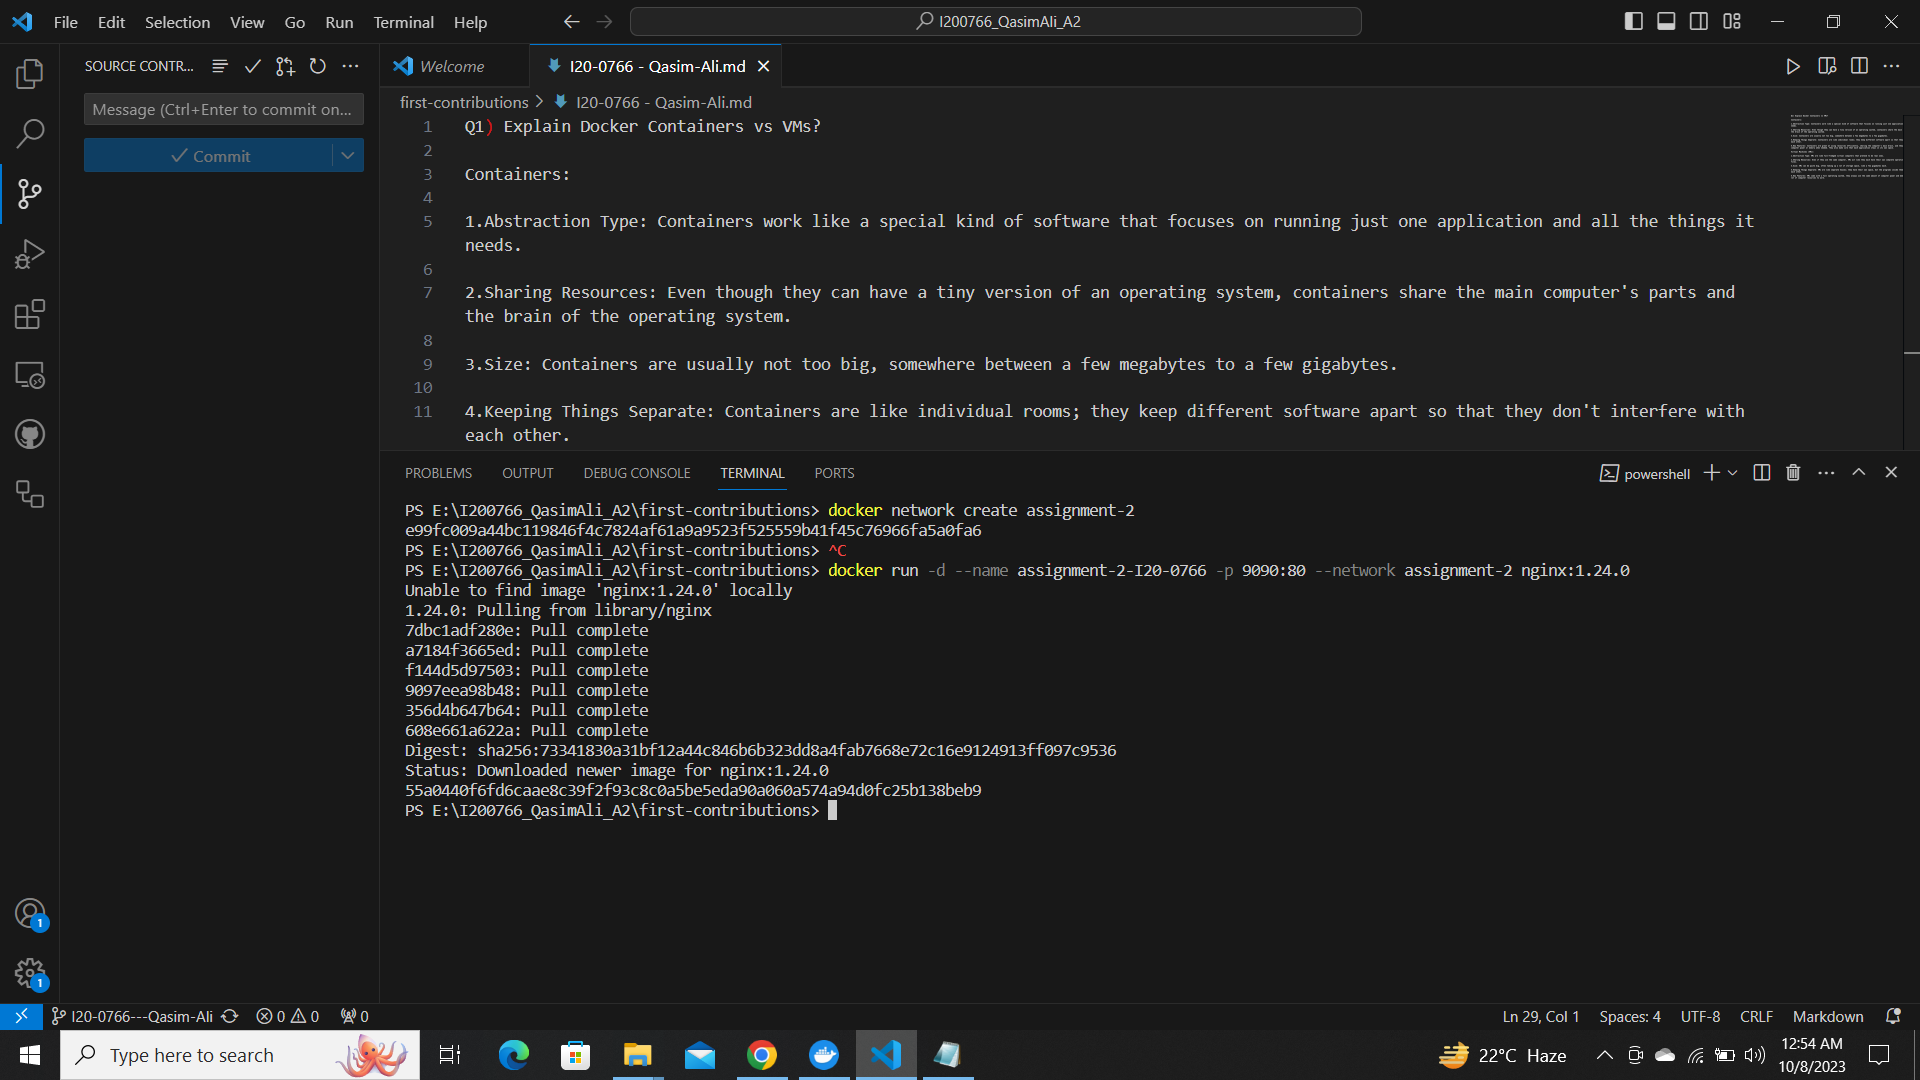 File Edit Selection View Go Run Terminal Help
I200766_QasimAli_A2
SOURCE CONTR...
Message (Ctrl+Enter to commit on...
Commit
Welcome
I20-0766 - Qasim-Ali.md
first-contributions > I20-0766 - Qasim-Ali.md
1 Q1) Explain Docker Containers vs VMs?
2
3 Containers:
4
5 1.Abstraction Type: Containers work like a special kind of software that focuses on running just one application and all the things it
needs.
6
7 2.Sharing Resources: Even though they can have a tiny version of an operating system, containers share the main computer's parts and
the brain of the operating system.
8
9 3.Size: Containers are usually not too big, somewhere between a few megabytes to a few gigabytes.
10
11 4.Keeping Things Separate: Containers are like individual rooms; they keep different software apart so that they don't interfere with
each other.
PROBLEMS OUTPUT DEBUG CONSOLE TERMINAL PORTS
powershell
PS E:\I200766_QasimAli_A2\first-contributions> docker network create assignment-2
e99fc009a44bc119846f4c7824af61a9a9523f525559b41f45c76966fa5a0fa6
PS E:\I200766_QasimAli_A2\first-contributions> ^C
PS E:\I200766_QasimAli_A2\first-contributions> docker run -d --name assignment-2-I20-0766 -p 9090:80 --network assignment-2 nginx:1.24.0
Unable to find image 'nginx:1.24.0' locally
1.24.0: Pulling from library/nginx
7dbc1adf280e: Pull complete
a7184f3665ed: Pull complete
f144d5d97503: Pull complete
9097eea98b48: Pull complete
356d4b647b64: Pull complete
608e661a622a: Pull complete
Digest: sha256:73341830a31bf12a44c846b6b323dd8a4fab7668e72c16e9124913ff097c9536
Status: Downloaded newer image for nginx:1.24.0
55a0440f6fd6caae8c39f2f93c8c0a5be5eda90a060a574a94d0fc25b138beb9
PS E:\I200766_QasimAli_A2\first-contributions>
1
1
I20-0766---Qasim-Ali 0 0 0
Ln 29, Col 1 Spaces: 4 UTF-8 CRLF Markdown
Type here to search
22°C Haze
12:54 AM
10/8/2023